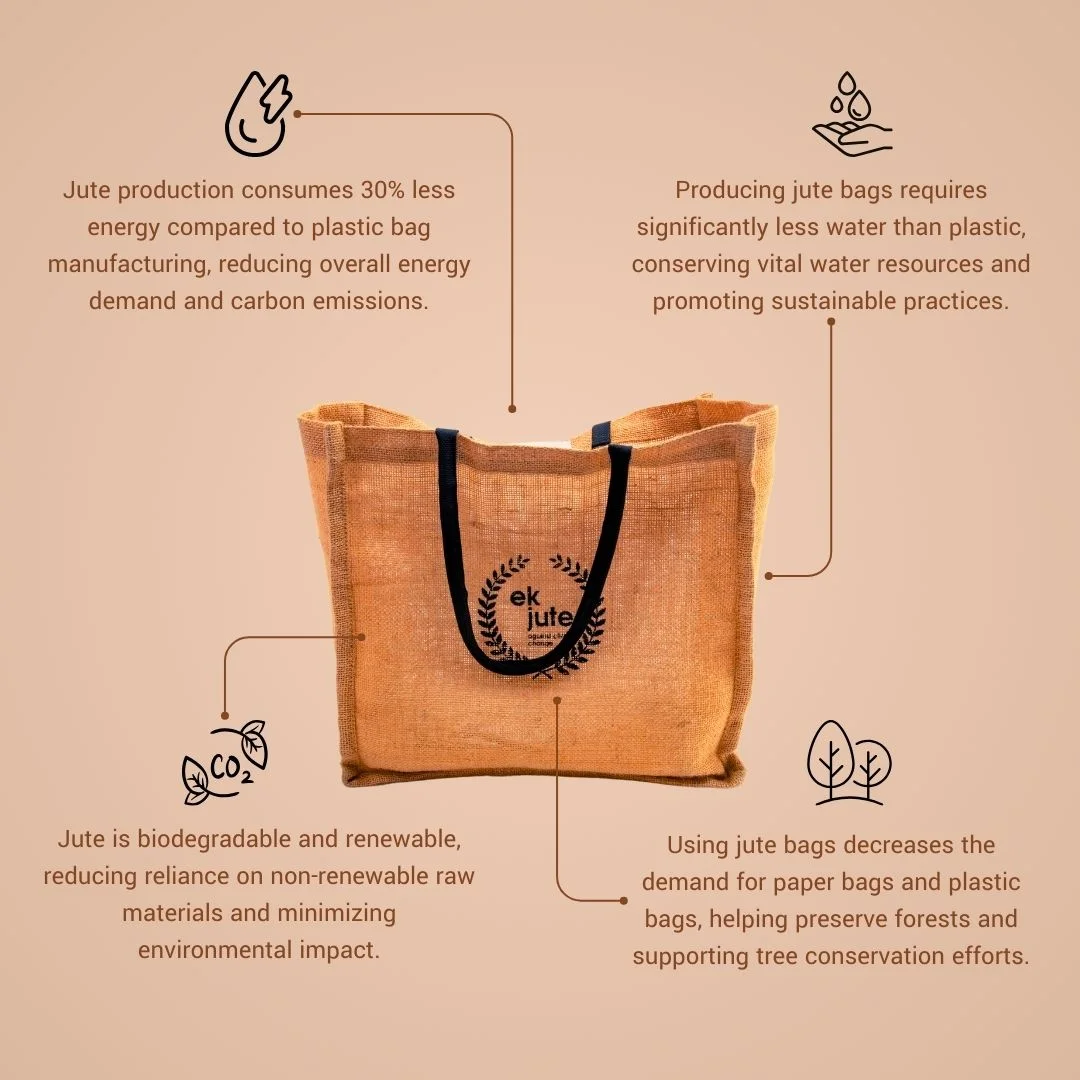 Jute production consumes 30% less
energy compared to plastic bag
manufacturing, reducing overall energy
demand and carbon emissions.
Producing jute bags requires
significantly less water than plastic,
conserving vital water resources and
promoting sustainable practices.
ek
jute
against
change
CO₂
Jute is biodegradable and renewable,
reducing reliance on non-renewable raw
materials and minimizing
environmental impact.
Using jute bags decreases the
demand for paper bags and plastic
bags, helping preserve forests and
supporting tree conservation efforts.